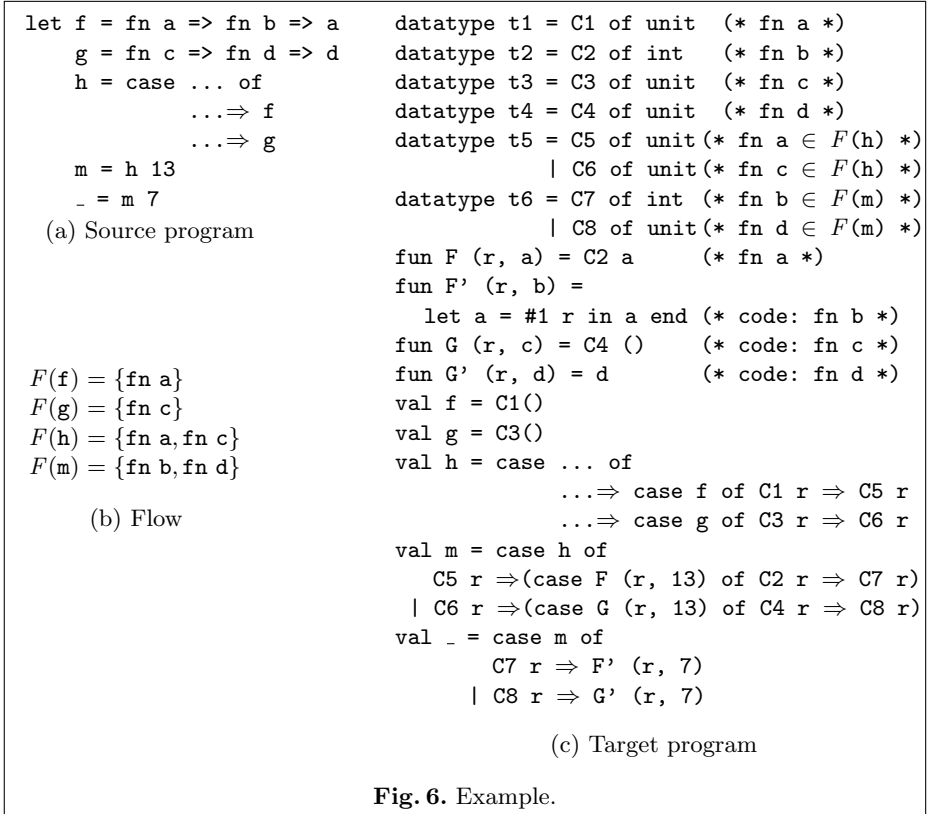 let f = fn a => fn b => a
g = fn c => fn d => d
h = case ... of
...⇒ f
...⇒ g
m = h 13
_ = m 7
(a) Source program
F(f) = {fn a}
F(g) = {fn c}
F(h) = {fn a, fn c}
F(m) = {fn b, fn d}
(b) Flow
datatype t1 = C1 of unit (* fn a *)
datatype t2 = C2 of int (* fn b *)
datatype t3 = C3 of unit (* fn c *)
datatype t4 = C4 of unit (* fn d *)
datatype t5 = C5 of unit (* fn a ∈ F(h) *)
| C6 of unit (* fn c ∈ F(h) *)
datatype t6 = C7 of int (* fn b ∈ F(m) *)
| C8 of unit (* fn d ∈ F(m) *)
fun F (r, a) = C2 a (* fn a *)
fun F' (r, b) =
let a = #1 r in a end (* code: fn b *)
fun G (r, c) = C4 () (* code: fn c *)
fun G' (r, d) = d (* code: fn d *)
val f = C1()
val g = C3()
val h = case ... of
...⇒ case f of C1 r ⇒ C5 r
...⇒ case g of C3 r ⇒ C6 r
val m = case h of
C5 r ⇒(case F (r, 13) of C2 r ⇒ C7 r)
| C6 r ⇒(case G (r, 13) of C4 r ⇒ C8 r)
val _ = case m of
C7 r ⇒ F' (r, 7)
| C8 r ⇒ G' (r, 7)
(c) Target program
Fig. 6. Example.